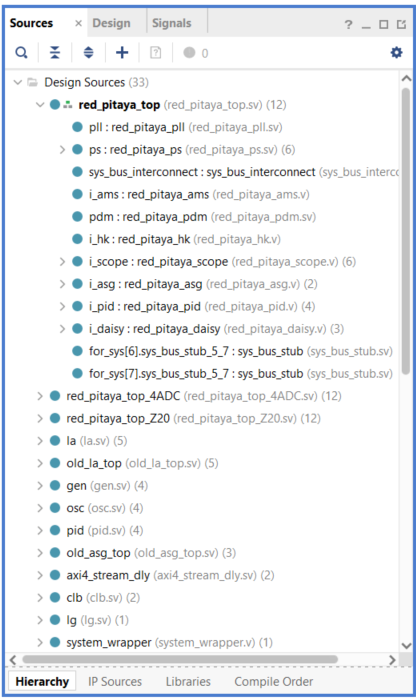 Sources × Design Signals ? _
0
Design Sources (33)
red_pitaya_top (red_pitaya_top.sv) (12)
pll : red_pitaya_pll (red_pitaya_pll.sv)
ps : red_pitaya_ps (red_pitaya_ps.sv) (6)
sys_bus_interconnect : sys_bus_interconnect (sys_bus_interco
i_ams : red_pitaya_ams (red_pitaya_ams.v)
pdm : red_pitaya_pdm (red_pitaya_pdm.sv)
i_hk : red_pitaya_hk (red_pitaya_hk.v)
i_scope : red_pitaya_scope (red_pitaya_scope.v) (6)
i_asg : red_pitaya_asg (red_pitaya_asg.v) (2)
i_pid : red_pitaya_pid (red_pitaya_pid.v) (4)
i_daisy : red_pitaya_daisy (red_pitaya_daisy.v) (3)
for_sys[6].sys_bus_stub_5_7 : sys_bus_stub (sys_bus_stub.sv)
for_sys[7].sys_bus_stub_5_7 : sys_bus_stub (sys_bus_stub.sv)
red_pitaya_top_4ADC (red_pitaya_top_4ADC.sv) (12)
red_pitaya_top_Z20 (red_pitaya_top_Z20.sv) (12)
la (la.sv) (5)
old_la_top (old_la_top.sv) (5)
gen (gen.sv) (4)
osc (osc.sv) (4)
pid (pid.sv) (4)
old_asg_top (old_asg_top.sv) (3)
axi4_stream_dly (axi4_stream_dly.sv) (2)
clb (clb.sv) (2)
lg (lg.sv) (1)
system_wrapper (system_wrapper.v) (1)
Hierarchy IP Sources Libraries Compile Order